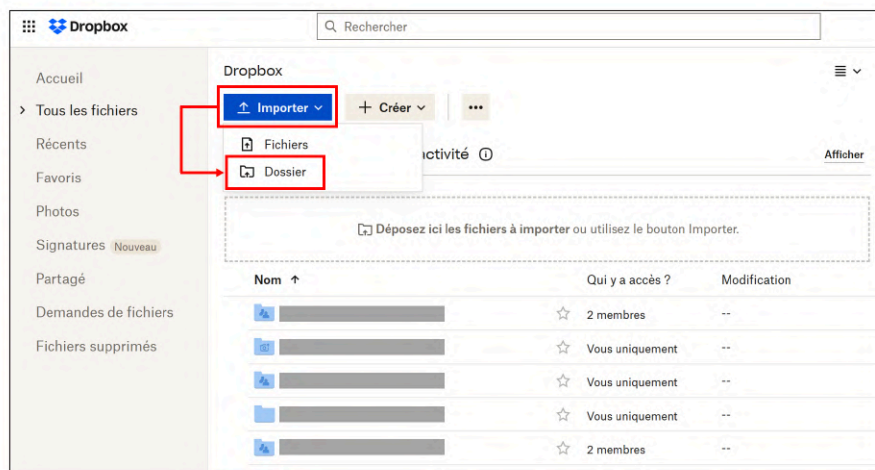 Dropbox
Rechercher
Accueil
Tous les fichiers
Récents
Favoris
Photos
Signatures Nouveau
Partagé
Demandes de fichiers
Fichiers supprimés
Dropbox
Importer
Créer
Fichiers
Dossier
ctivité
Afficher
Déposez ici les fichiers à importer ou utilisez le bouton Importer.
Nom ↑ Qui y a accès ? Modification
2 membres --
Vous uniquement --
Vous uniquement --
Vous uniquement --
2 membres --